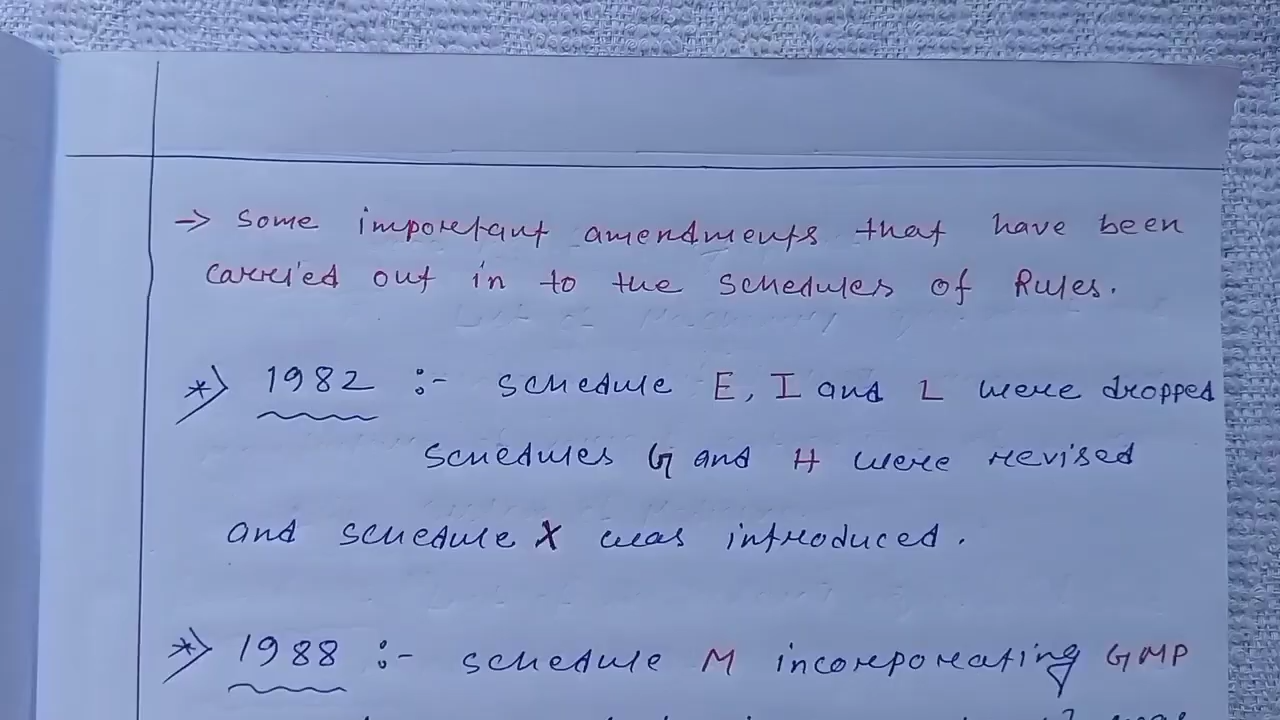 → Some important amendments that have been
carried out in to the schedules of Rules.
*) 1982 :- schedule E, I and L were dropped
schedules G and H were revised
and schedule X was introduced.
*) 1988 :- schedule M incorporating GMP